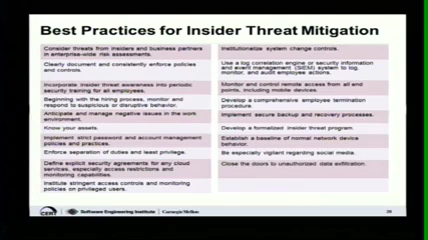 Best Practices for Insider Threat Mitigation
Consider threats from insiders and business partners
in enterprise-wide risk assessments.
Clearly document and consistently enforce policies
and controls.
Incorporate insider threat awareness into periodic
security training for all employees.
Beginning with the hiring process, monitor and
respond to suspicious or disruptive behavior.
Anticipate and manage negative issues in the work
environment.
Know your assets.
Implement strict password and account management
policies and practices.
Enforce separation of duties and least privilege.
Define explicit security agreements for any cloud
services, especially access restrictions and
monitoring capabilities.
Institute stringent access controls and monitoring
policies on privileged users.
Institutionalize system change controls.
Use a log correlation engine or security information
and event management (SIEM) system to log,
monitor, and audit employee actions.
Monitor and control remote access from all end
points, including mobile devices.
Develop a comprehensive employee termination
procedure.
Implement secure backup and recovery processes.
Develop a formalized insider threat program.
Establish a baseline of normal network device
behavior.
Be especially vigilant regarding social media.
Close the doors to unauthorized data exfiltration.
CERT
Software Engineering Institute
Carnegie Mellon